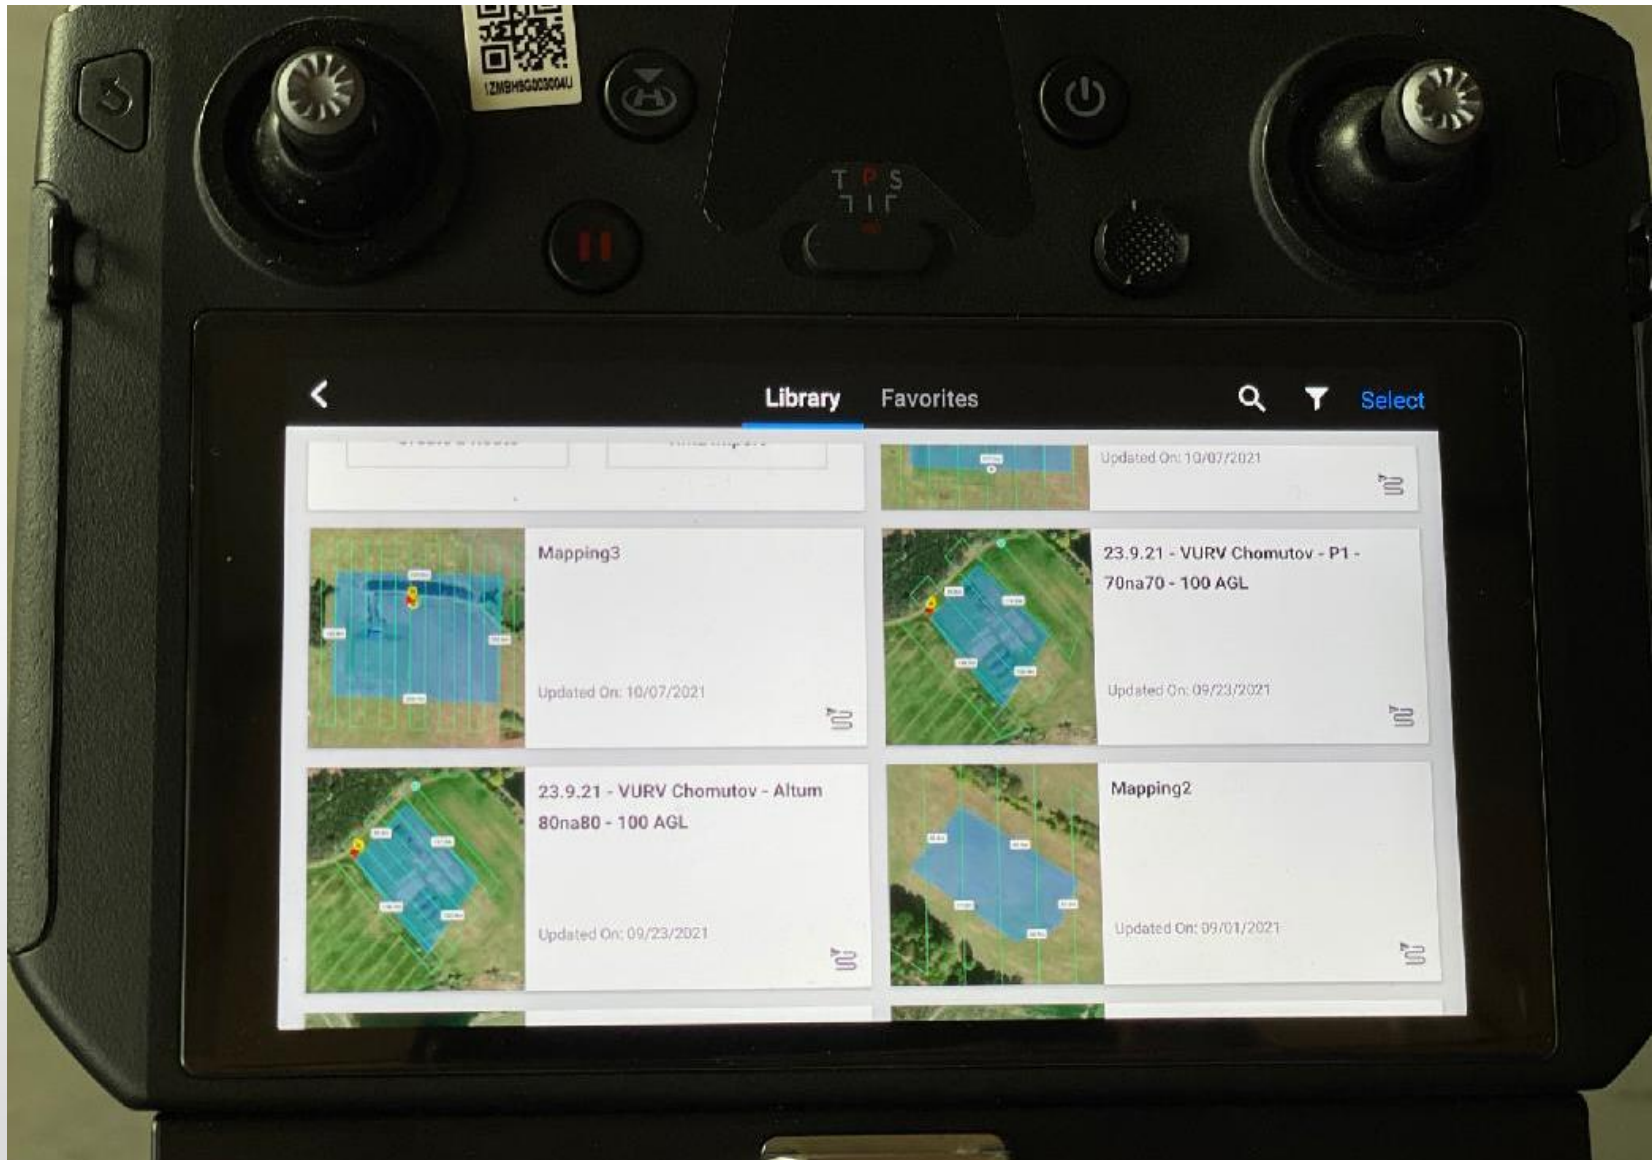 1ZMBH9G003004U
T P S
Library
Favorites
Select
Updated On: 10/07/2021
Mapping3
Updated On: 10/07/2021
23.9.21 - VURV Chomutov - P1 -
70na70 - 100 AGL
Updated On: 09/23/2021
23.9.21 - VURV Chomutov - Altum
80na80 - 100 AGL
Updated On: 09/23/2021
Mapping2
Updated On: 09/01/2021